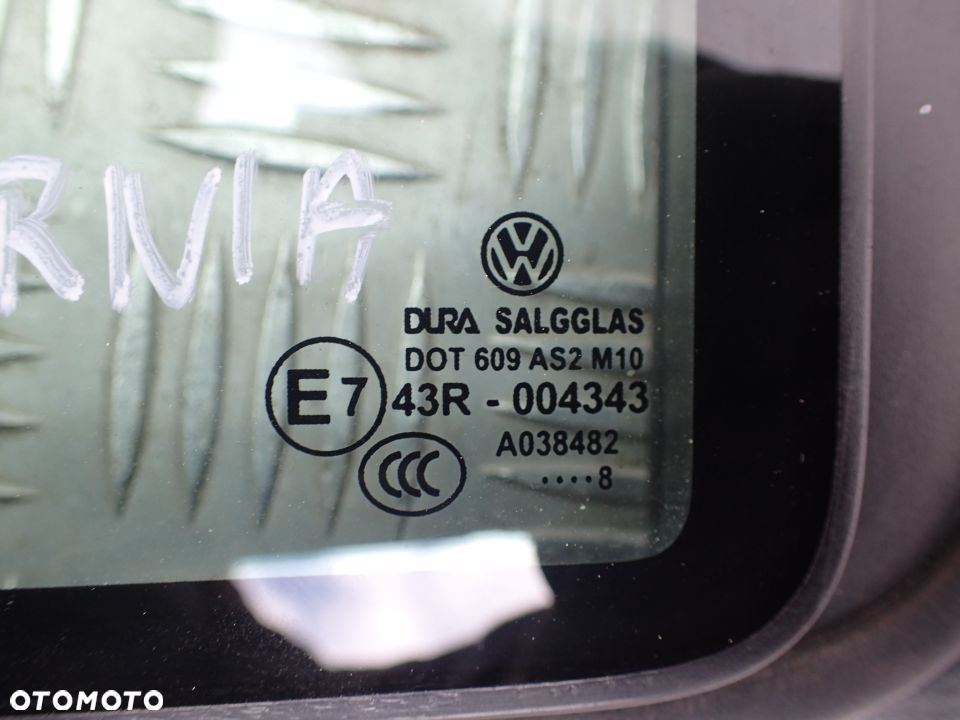 RNIA
DURA SALGGLAS
DOT 609 AS2 M10
E7 43R - 004343
A038482
CCC
....8
OTOMOTO